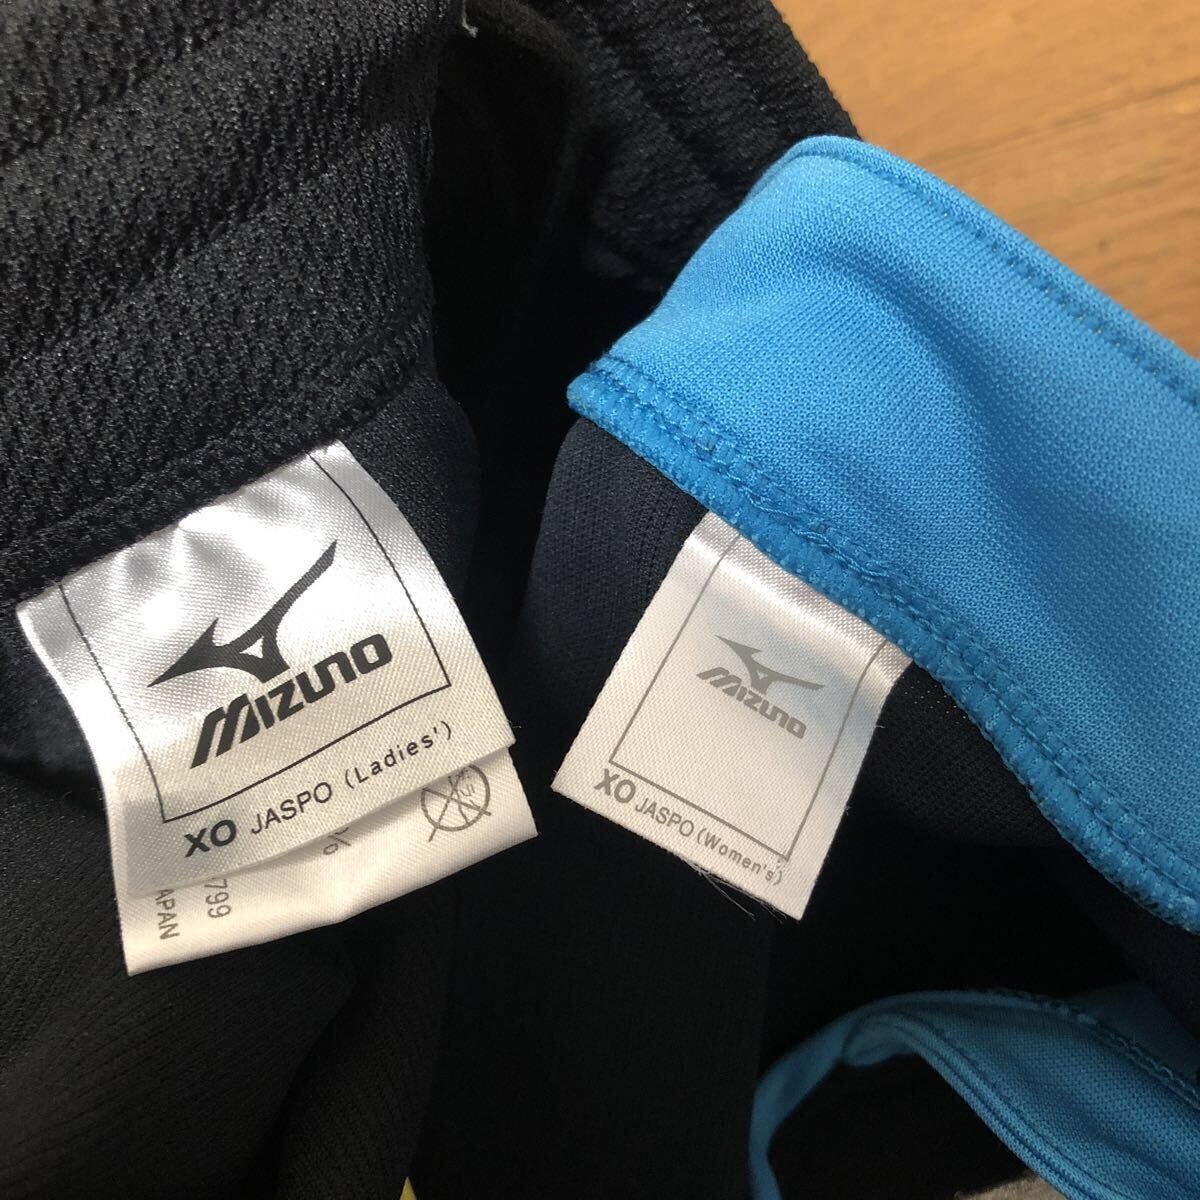 MIZUNO
XO JASPO (Ladies')
%
799
APAN
MIZUNO
XO JASPO (Women's)